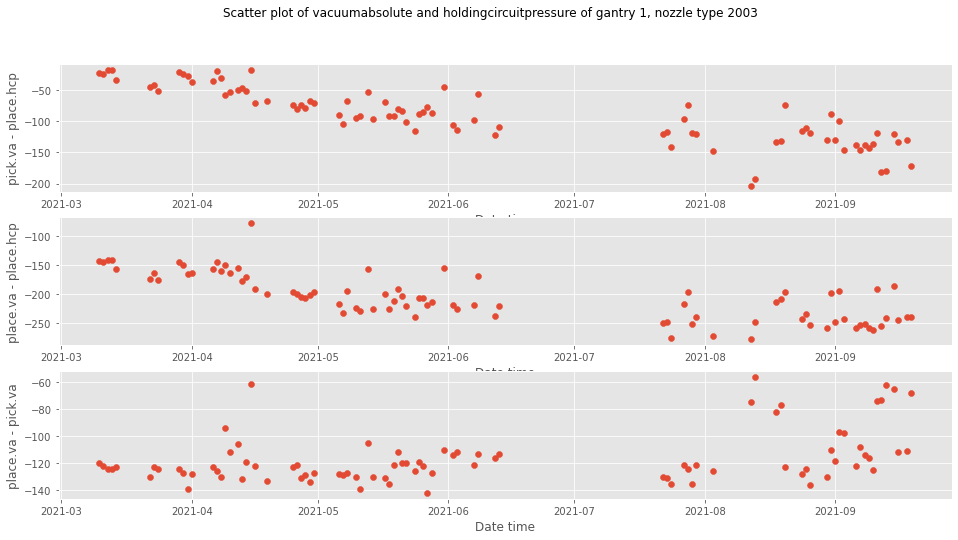 Scatter plot of vacuumabsolute and holdingcircuitpressure of gantry 1, nozzle type 2003
pick.va - place.hcp
−50
−100
−150
−200
2021-03 2021-04 2021-05 2021-06 2021-07 2021-08 2021-09
Date time
place.va - place.hcp
−100
−150
−200
−250
2021-03 2021-04 2021-05 2021-06 2021-07 2021-08 2021-09
Date time
place.va - pick.va
−60
−80
−100
−120
−140
2021-03 2021-04 2021-05 2021-06 2021-07 2021-08 2021-09
Date time